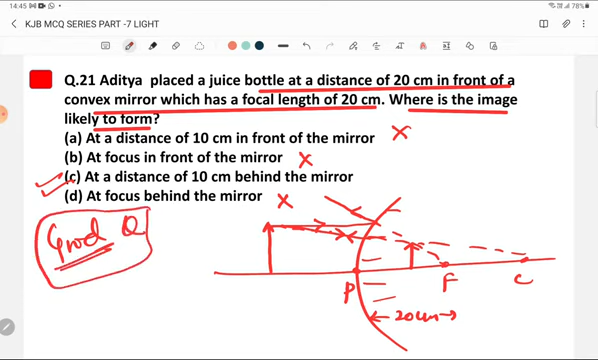 14:45
78%
KJB MCQ SERIES PART -7 LIGHT
Q.21 Aditya placed a juice bottle at a distance of 20 cm in front of a
convex mirror which has a focal length of 20 cm. Where is the image
likely to form?
(a) At a distance of 10 cm in front of the mirror X
(b) At focus in front of the mirror X
(c) At a distance of 10 cm behind the mirror
(d) At focus behind the mirror X
Good Q
P F C
20cm